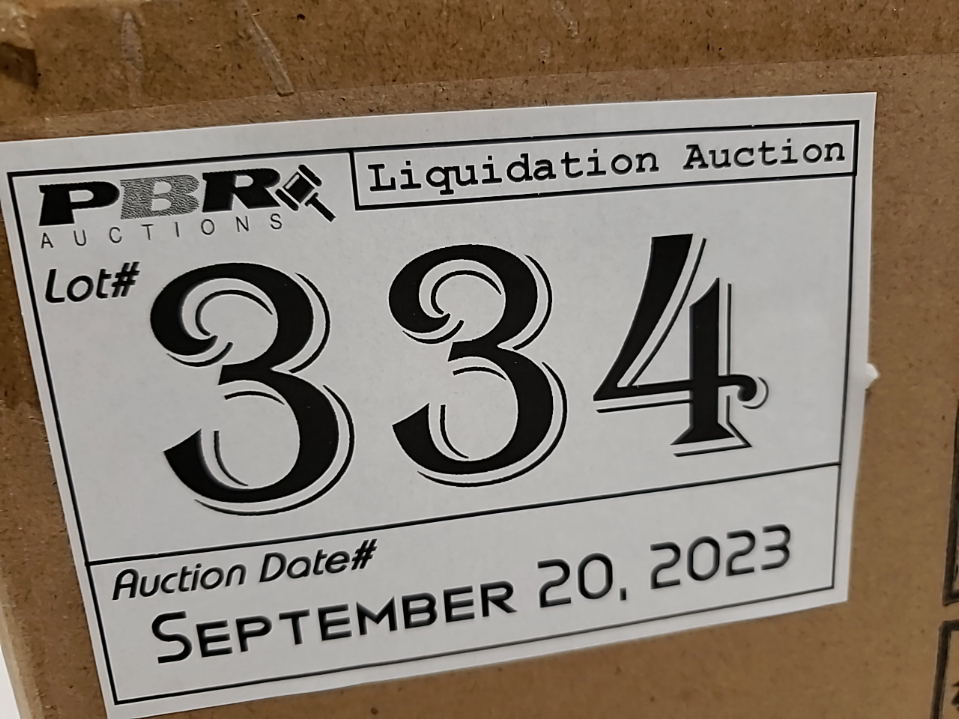 PBR
AUCTIONS
Liquidation Auction
Lot#
334
Auction Date#
SEPTEMBER 20, 2023